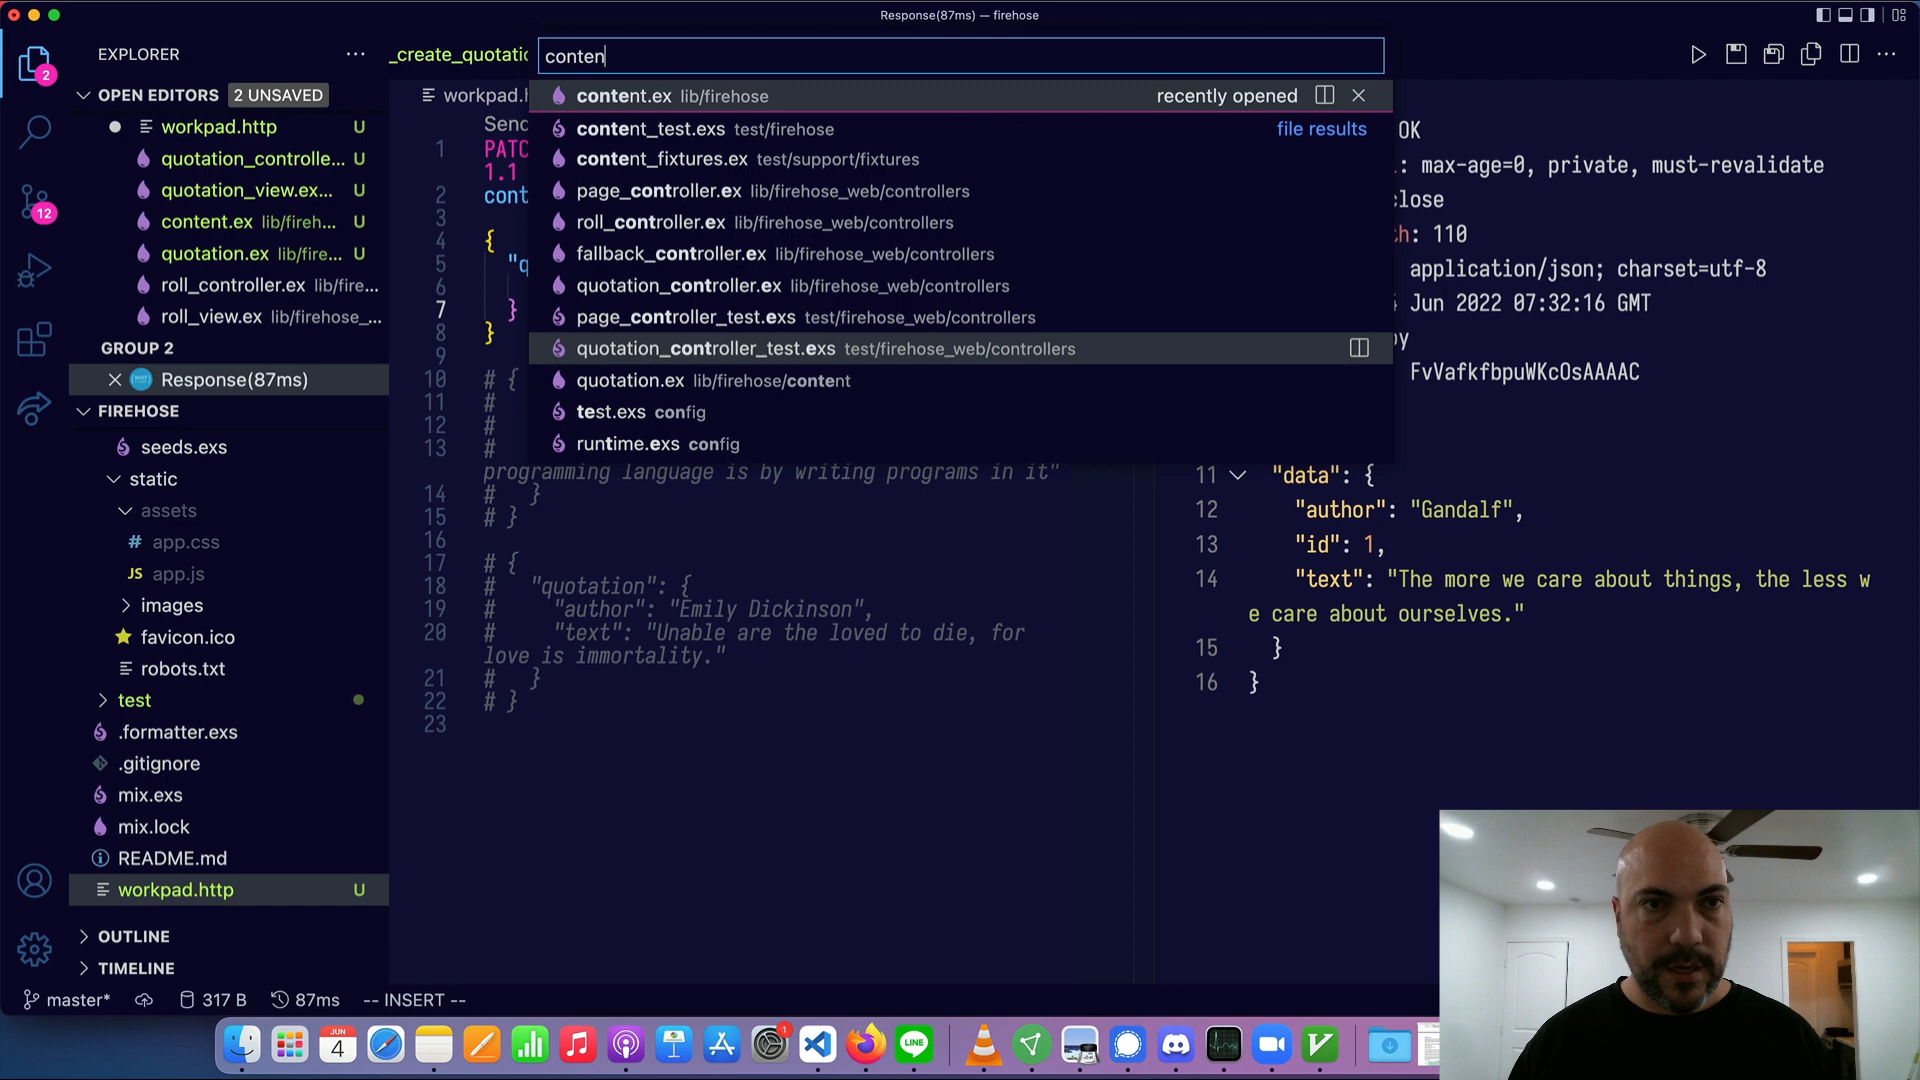 Response(87ms) — firehose
EXPLORER
OPEN EDITORS
2 UNSAVED
workpad.http U
quotation_controlle... U
quotation_view.ex... U
content.ex lib/fireh... U
quotation.ex lib/fire... U
roll_controller.ex lib/fire...
roll_view.ex lib/firehose_...
GROUP 2
Response(87ms)
FIREHOSE
seeds.exs
static
assets
# app.css
JS app.js
images
favicon.ico
robots.txt
test
.formatter.exs
.gitignore
mix.exs
mix.lock
README.md
workpad.http U
OUTLINE
TIMELINE
2
12
_create_quotatio
conten
workpad.h
content.ex lib/firehose recently opened
content_test.exs test/firehose file results
content_fixtures.ex test/support/fixtures
page_controller.ex lib/firehose_web/controllers
roll_controller.ex lib/firehose_web/controllers
fallback_controller.ex lib/firehose_web/controllers
quotation_controller.ex lib/firehose_web/controllers
page_controller_test.exs test/firehose_web/controllers
quotation_controller_test.exs test/firehose_web/controllers
quotation.ex lib/firehose/content
test.exs config
runtime.exs config
Send
1 PATC
1.1
2 cont
3
4 {
5 "q
6
7 }
8 }
9
10 # {
11 #
12 #
13 #
programming language is by writing programs in it"
14 # }
15 # }
16
17 # {
18 # "quotation": {
19 # "author": "Emily Dickinson",
20 # "text": "Unable are the loved to die, for
love is immortality."
21 # }
22 # }
23
OK
: max-age=0, private, must-revalidate
close
th: 110
application/json; charset=utf-8
Jun 2022 07:32:16 GMT
y
FvVafkfbpuWKcOsAAAAC
11 "data": {
12 "author": "Gandalf",
13 "id": 1,
14 "text": "The more we care about things, the less w
e care about ourselves."
15 }
16 }
master* 317 B 87ms -- INSERT --
JUN
4
1
LINE